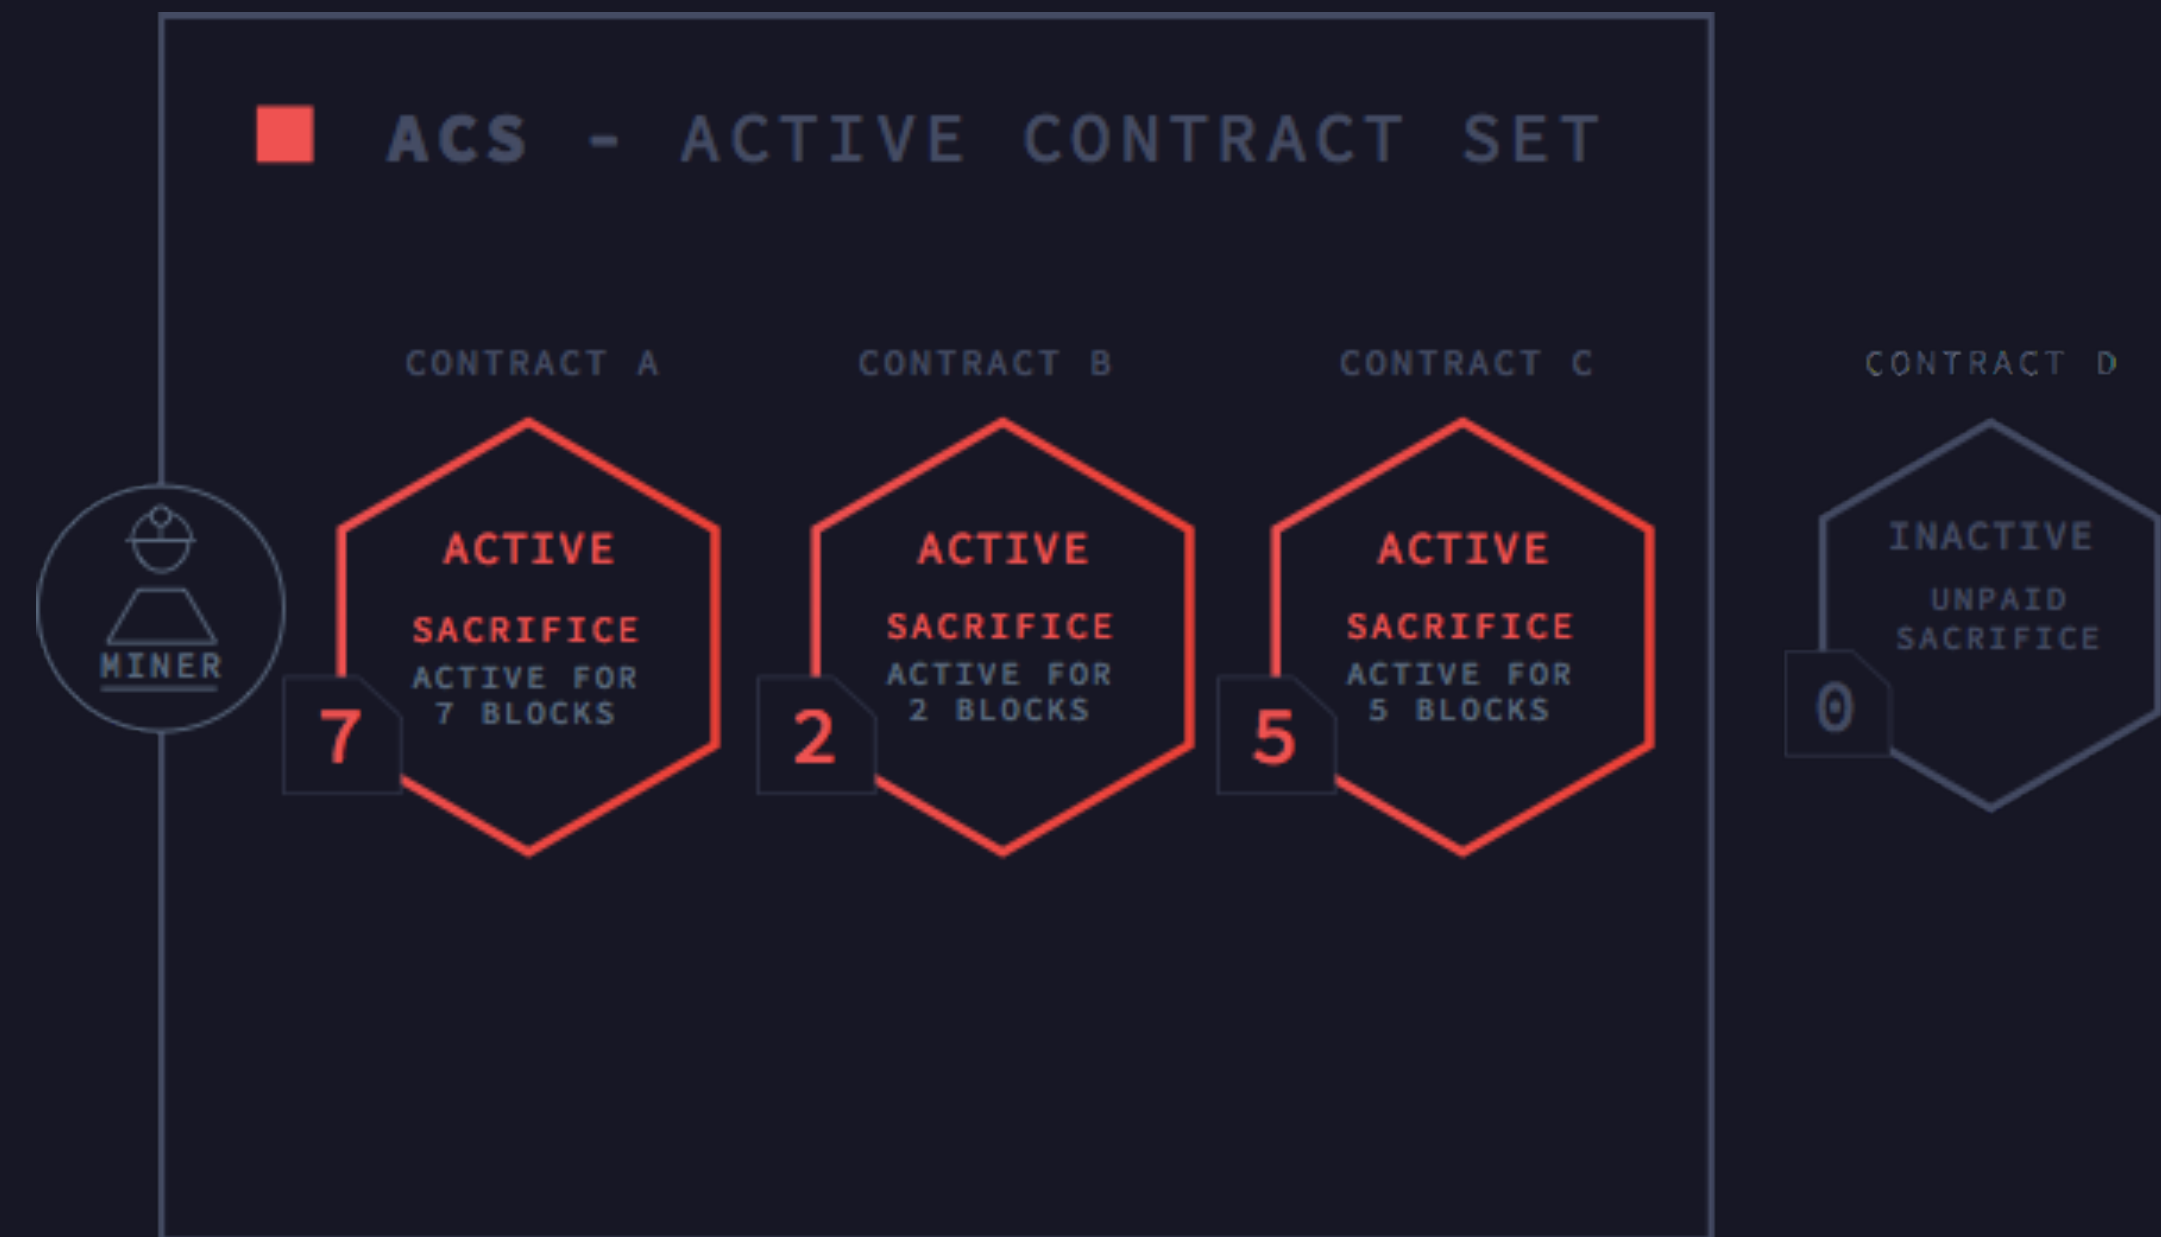 ACS - ACTIVE CONTRACT SET
CONTRACT A
CONTRACT B
CONTRACT C
CONTRACT D
MINER
ACTIVE
SACRIFICE
ACTIVE FOR
7 BLOCKS
7
ACTIVE
SACRIFICE
ACTIVE FOR
2 BLOCKS
2
ACTIVE
SACRIFICE
ACTIVE FOR
5 BLOCKS
5
INACTIVE
UNPAID
SACRIFICE
0